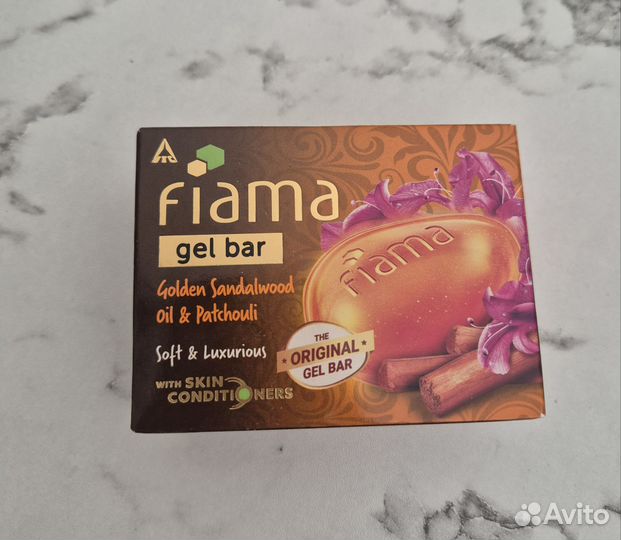 ITC
fiama
gel bar
Golden Sandalwood
Oil & Patchouli
Soft & Luxurious
WITH SKIN
CONDITIONERS
fiama
THE
ORIGINAL
GEL BAR
Avito